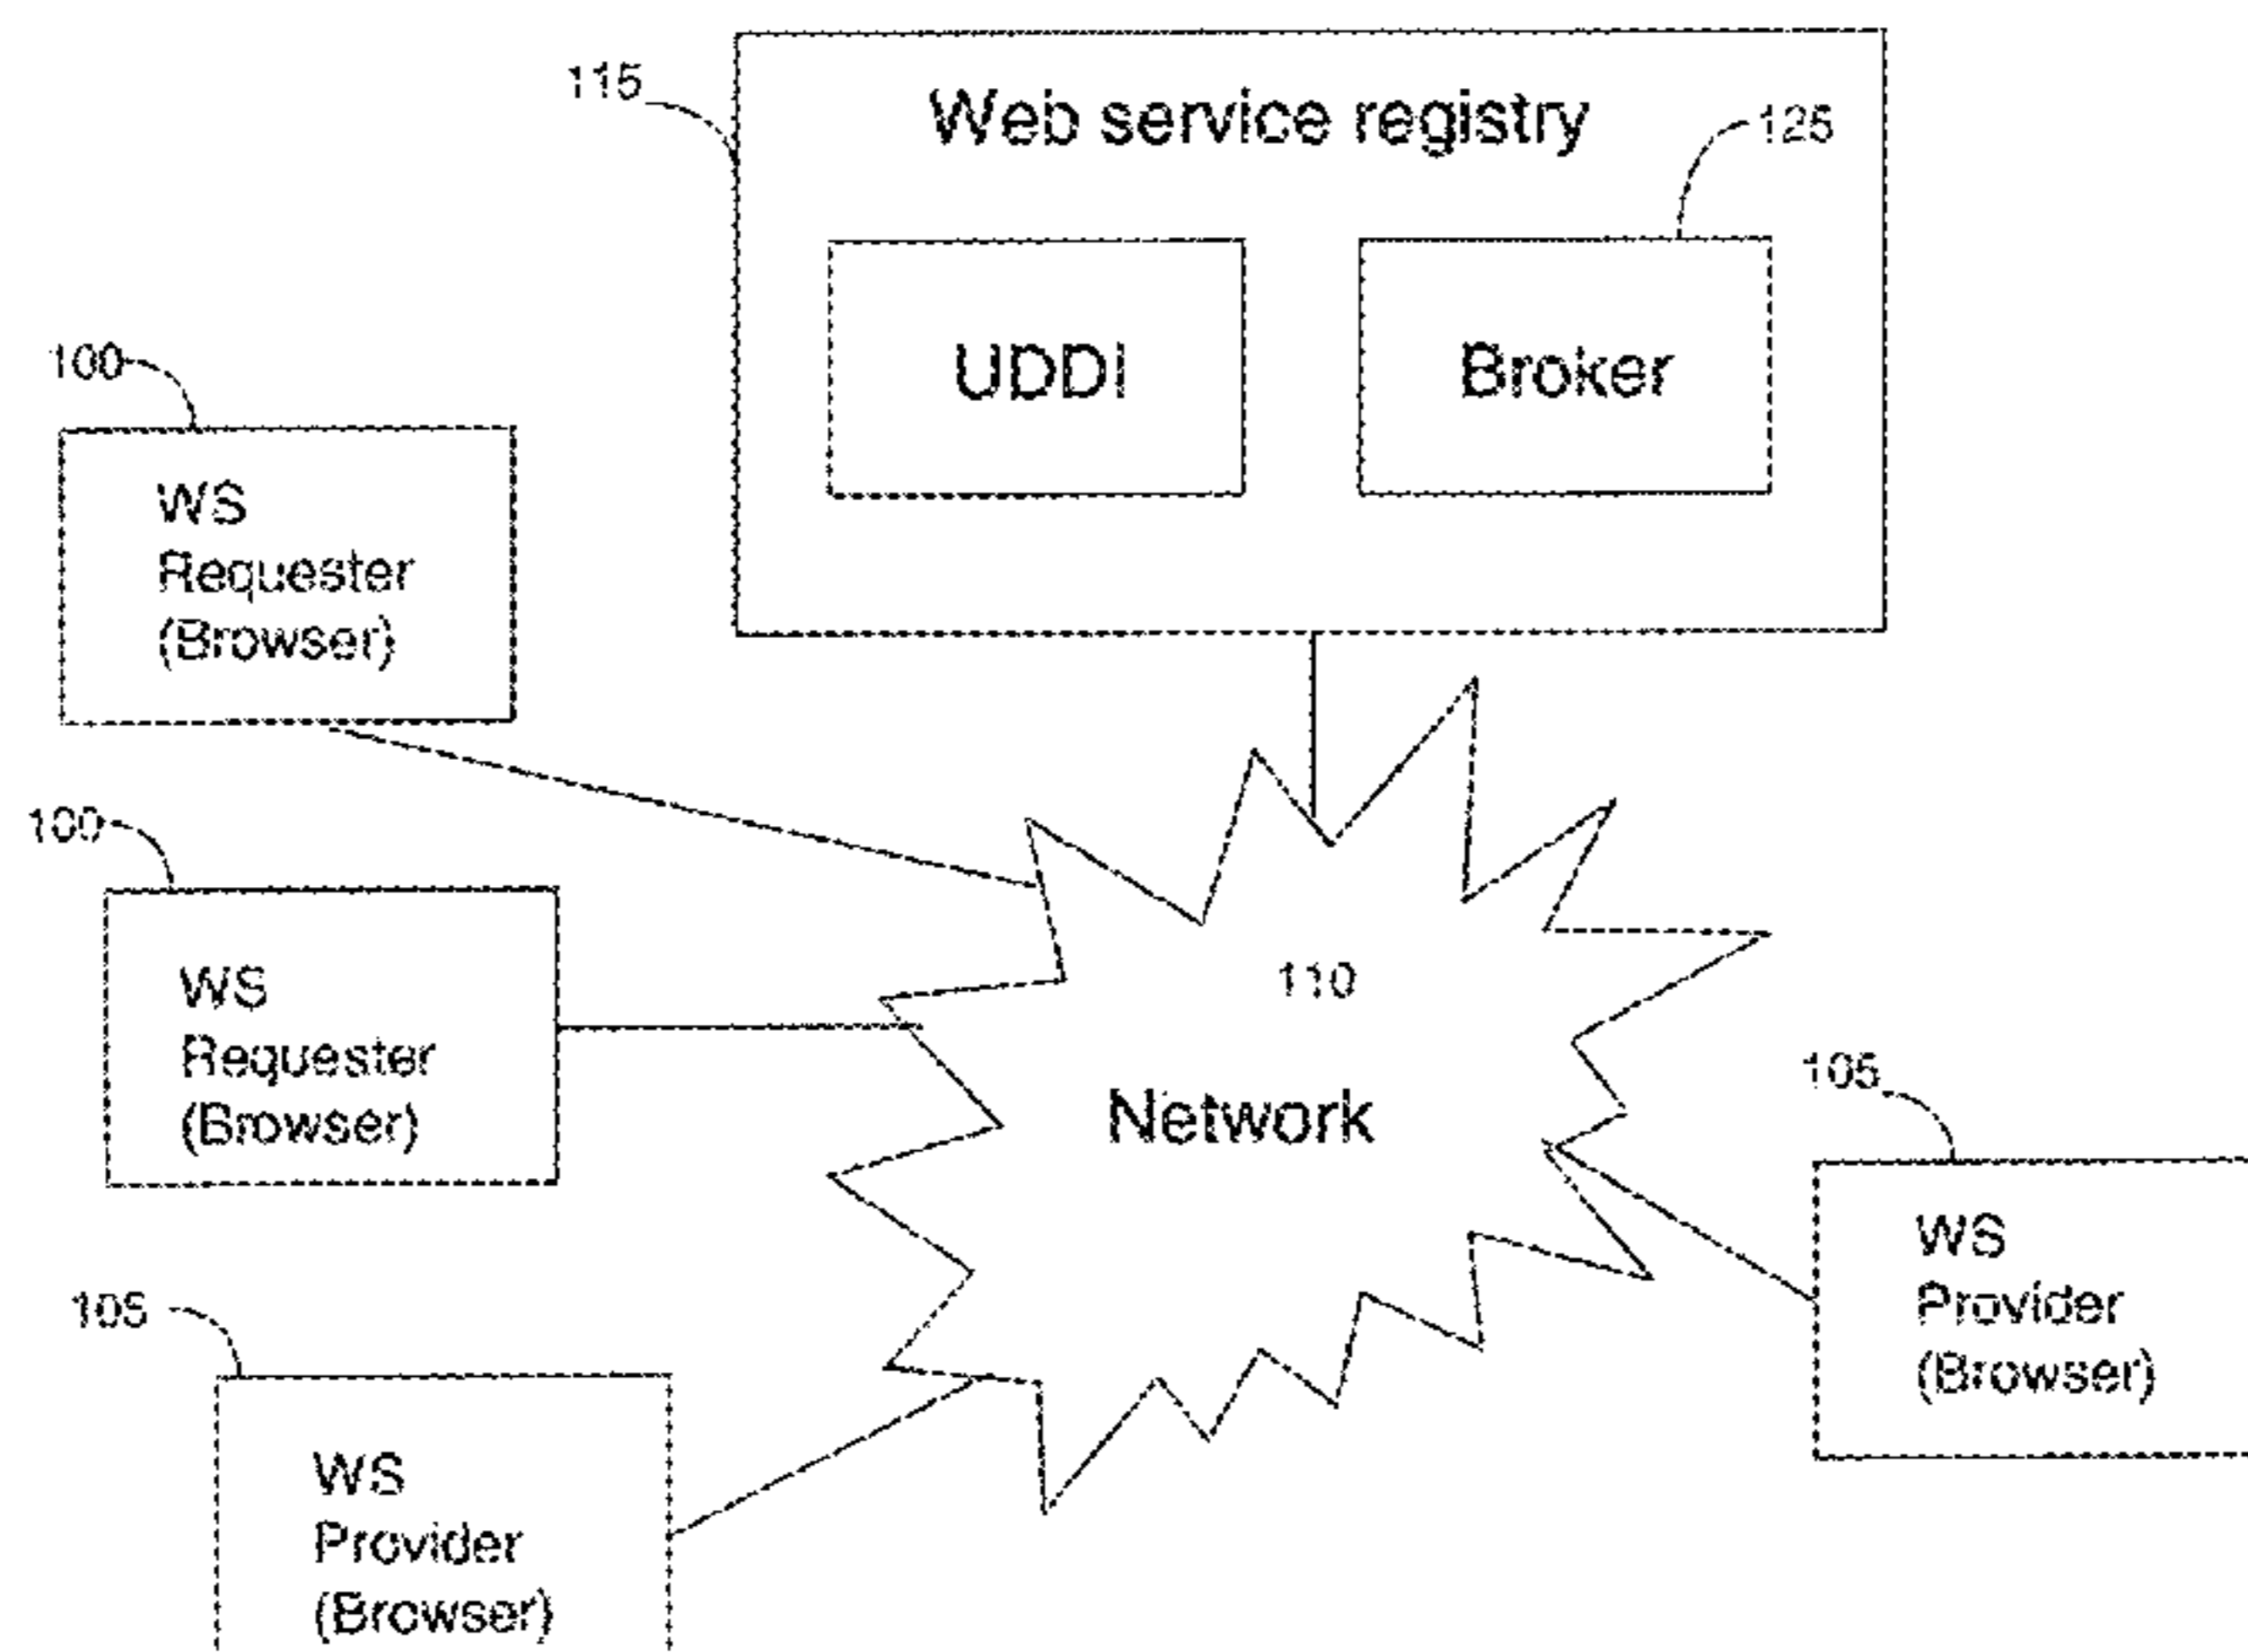 115
Web service registry
125
UDDI
Broker
100
WS
Requester
(Browser)
100
WS
Requester
(Browser)
110
Network
105
WS
Provider
(Browser)
105
WS
Provider
(Browser)